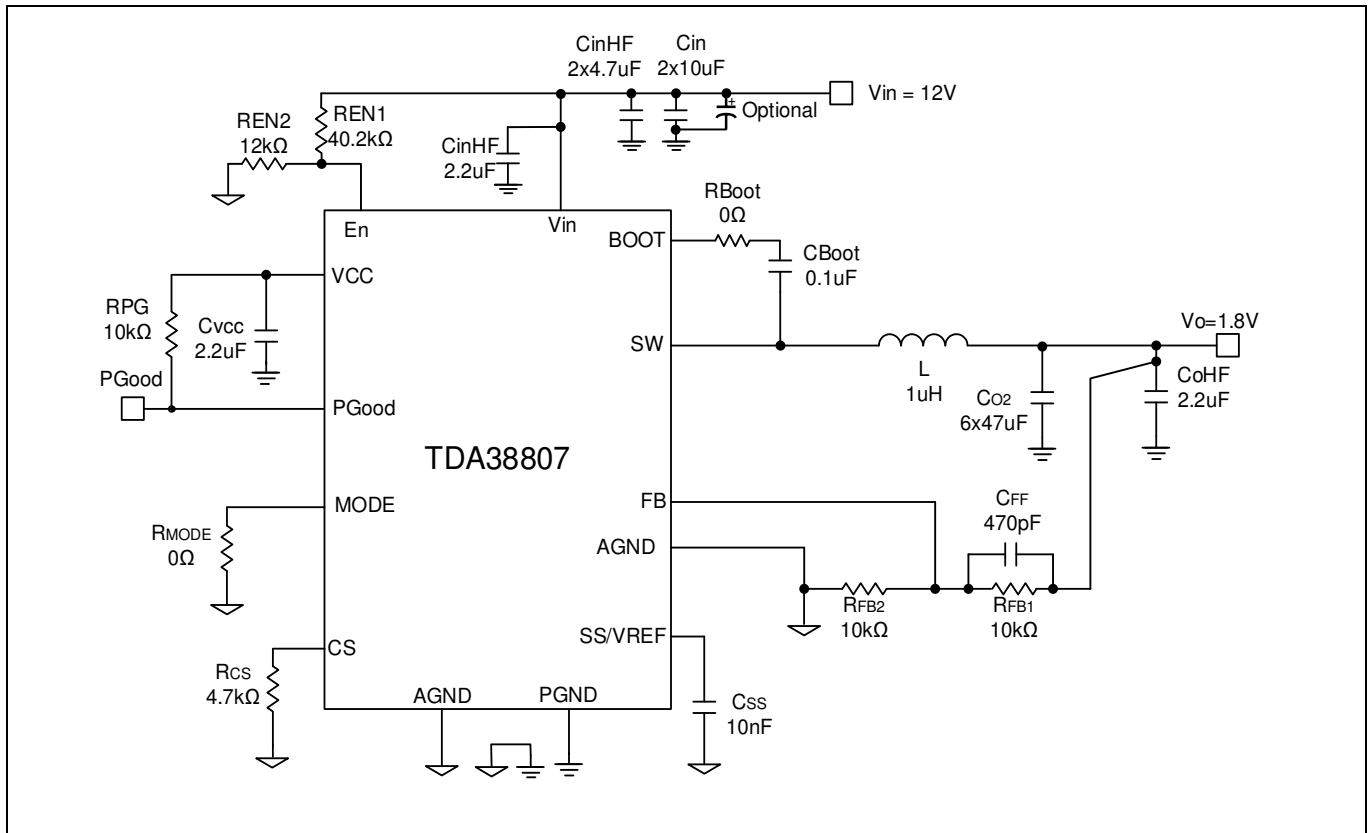 CinHF
2x4.7uF
Cin
2x10uF
Vin = 12V
+
Optional
REN2
12kΩ
REN1
40.2kΩ
CinHF
2.2uF
En
Vin
RBoot
0Ω
BOOT
CBoot
0.1uF
VCC
RPG
10kΩ
Cvcc
2.2uF
PGood
PGood
SW
L
1uH
Vo=1.8V
CO2
6x47uF
CoHF
2.2uF
TDA38807
MODE
RMODE
0Ω
FB
AGND
CFF
470pF
RFB2
10kΩ
RFB1
10kΩ
SS/VREF
CS
RCS
4.7kΩ
AGND
PGND
CSS
10nF